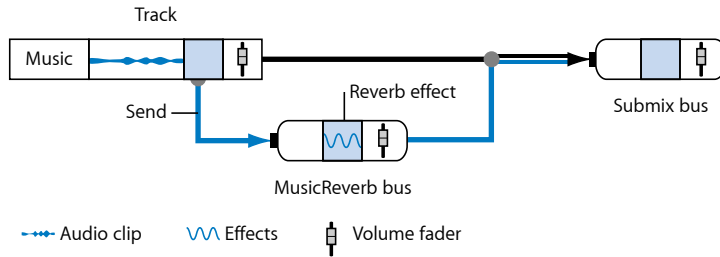 Track
Music
Send
Reverb effect
Submix bus
MusicReverb bus
Audio clip
Effects
Volume fader